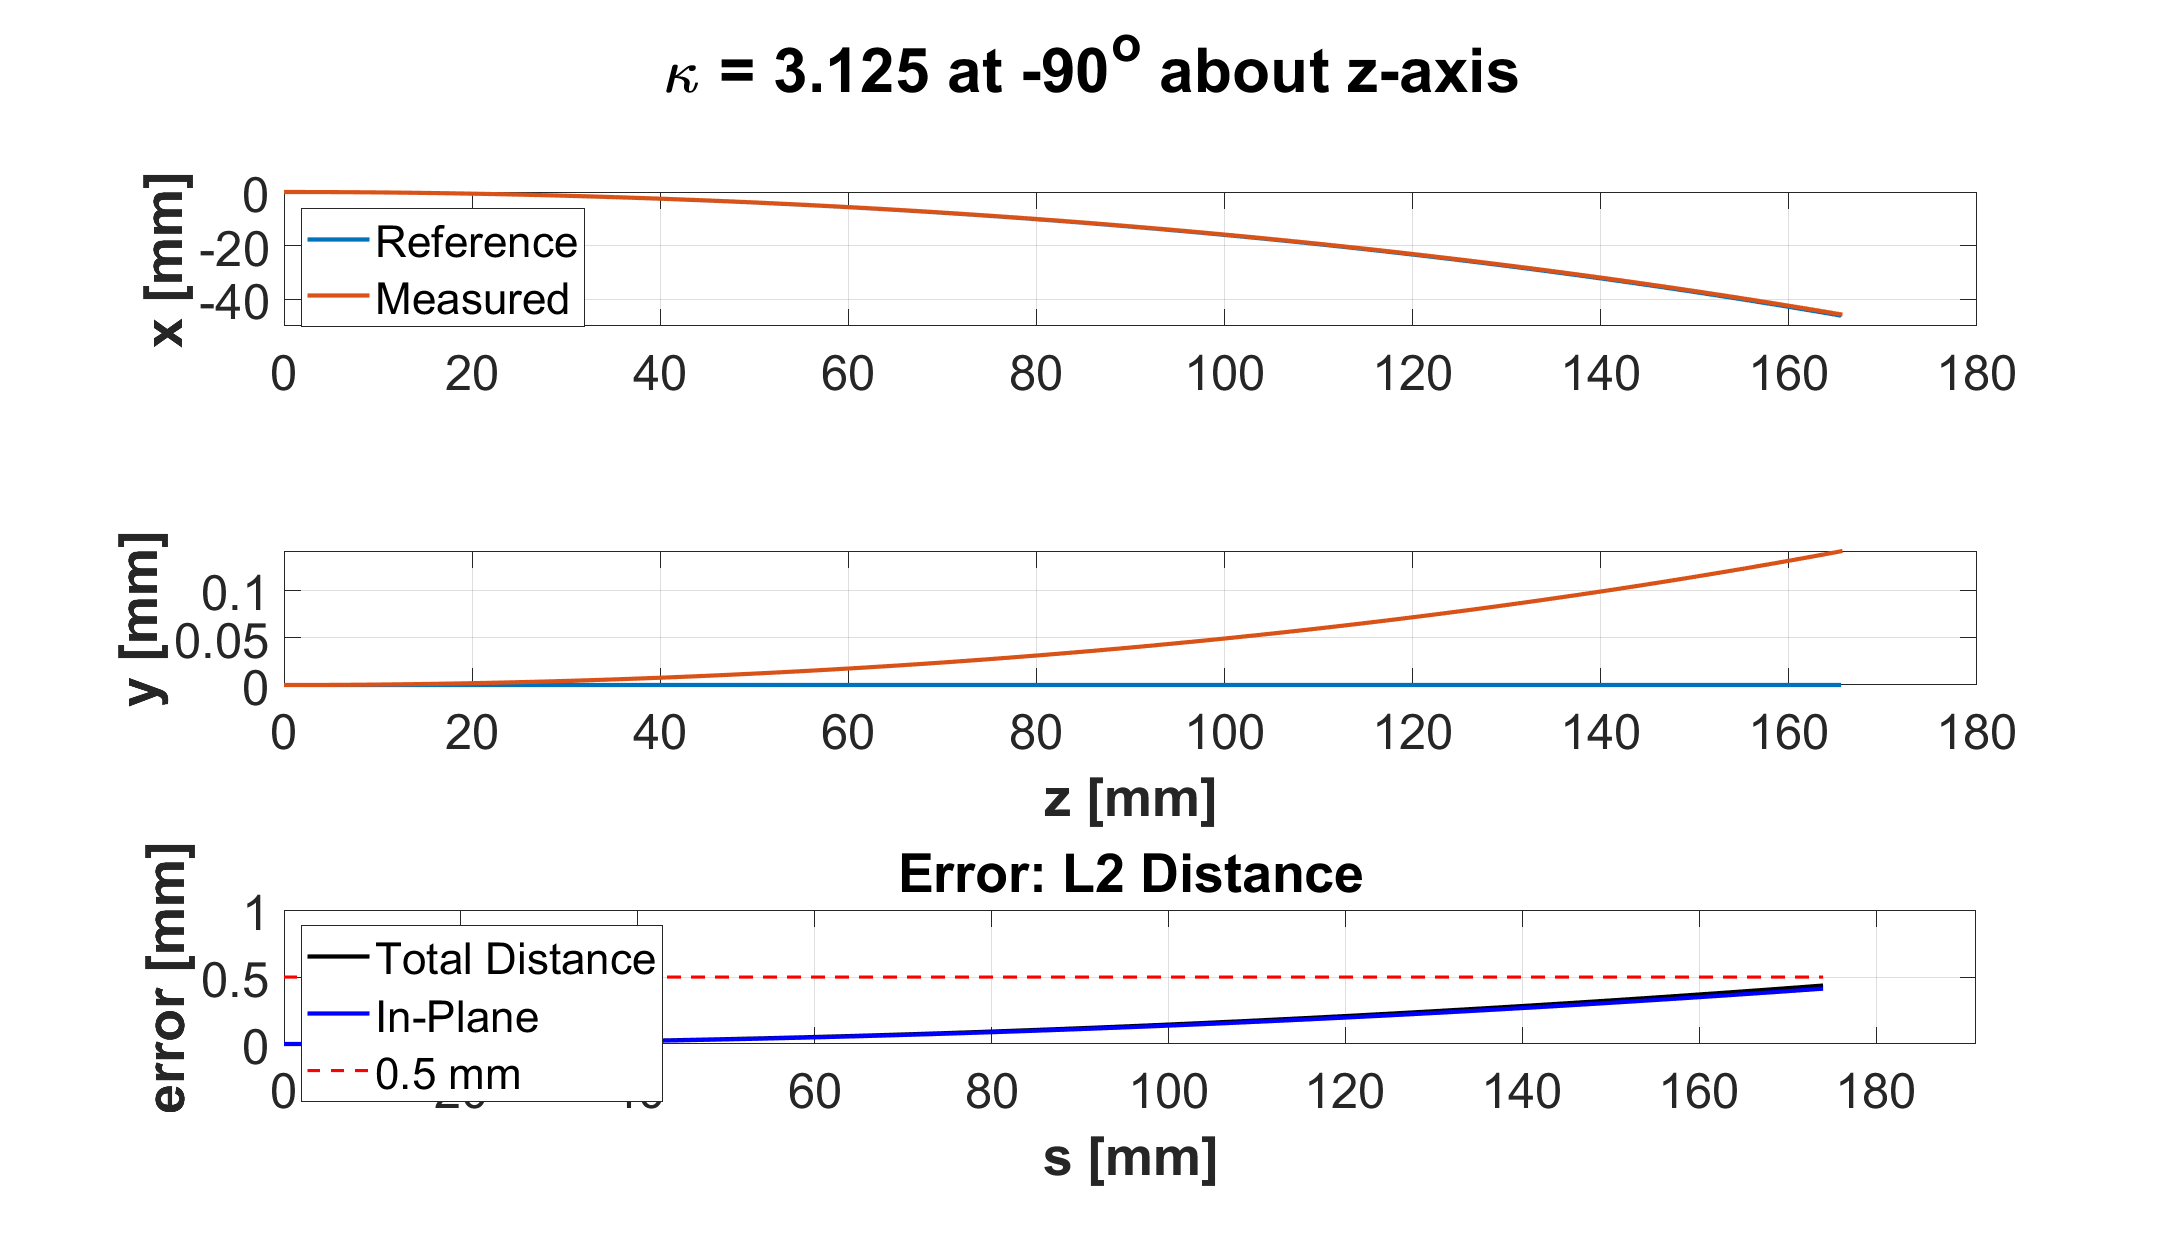 κ = 3.125 at -90° about z-axis
x [mm]
0
-20
-40
Reference
Measured
0 20 40 60 80 100 120 140 160 180
y [mm]
0.1
0.05
0
0 20 40 60 80 100 120 140 160 180
z [mm]
Error: L2 Distance
error [mm]
1
0.5
0
Total Distance
In-Plane
0.5 mm
0 60 80 100 120 140 160 180
s [mm]